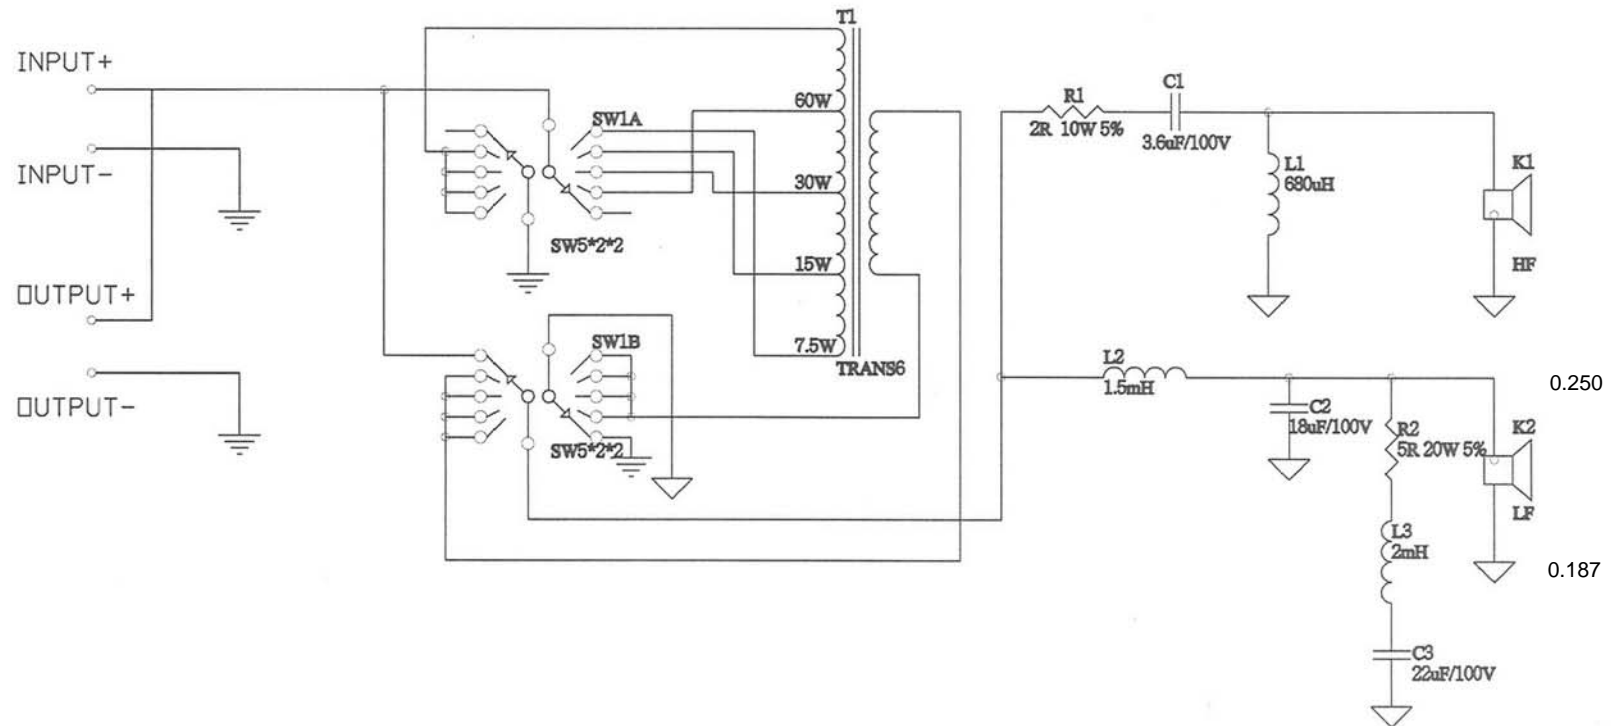 T1
INPUT+
INPUT-
OUTPUT+
OUTPUT-
SW1A
SW5*2*2
SW1B
SW5*2*2
60W
30W
15W
7.5W
TRANS6
R1
2R 10W 5%
C1
3.6uF/100V
L1
680uH
K1
HF
L2
1.5mH
C2
18uF/100V
R2
5R 20W 5%
K2
LF
L3
2mH
C3
22uF/100V
0.250
0.187